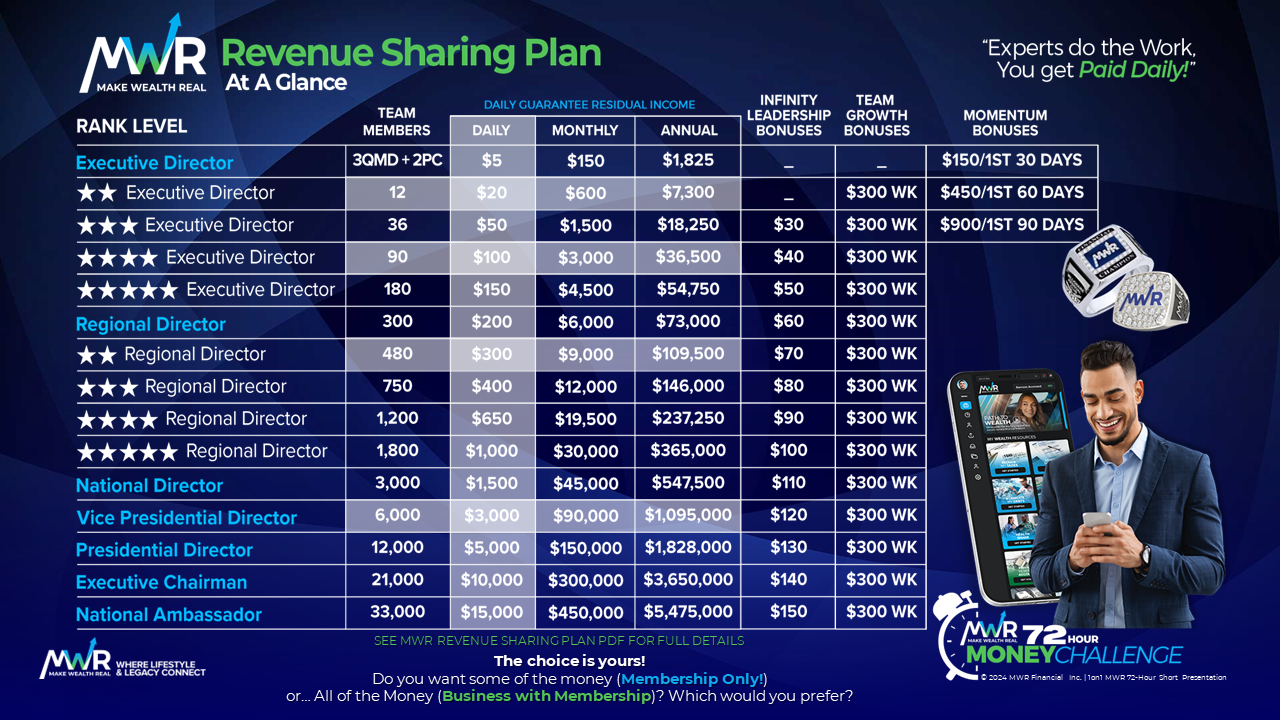 MWR
MAKE WEALTH REAL
Revenue Sharing Plan
At A Glance
“Experts do the Work,
You get Paid Daily!”
RANK LEVEL
TEAM
MEMBERS
DAILY GUARANTEE RESIDUAL INCOME
DAILY MONTHLY ANNUAL
INFINITY
LEADERSHIP
BONUSES
TEAM
GROWTH
BONUSES
MOMENTUM
BONUSES
Executive Director 3QMD + 2PC $5 $150 $1,825 _ _ $150/1ST 30 DAYS
★★ Executive Director 12 $20 $600 $7,300 _ $300 WK $450/1ST 60 DAYS
★★★ Executive Director 36 $50 $1,500 $18,250 $30 $300 WK $900/1ST 90 DAYS
★★★★ Executive Director 90 $100 $3,000 $36,500 $40 $300 WK
★★★★★ Executive Director 180 $150 $4,500 $54,750 $50 $300 WK
Regional Director 300 $200 $6,000 $73,000 $60 $300 WK
★★ Regional Director 480 $300 $9,000 $109,500 $70 $300 WK
★★★ Regional Director 750 $400 $12,000 $146,000 $80 $300 WK
★★★★ Regional Director 1,200 $650 $19,500 $237,250 $90 $300 WK
★★★★★ Regional Director 1,800 $1,000 $30,000 $365,000 $100 $300 WK
National Director 3,000 $1,500 $45,000 $547,500 $110 $300 WK
Vice Presidential Director 6,000 $3,000 $90,000 $1,095,000 $120 $300 WK
Presidential Director 12,000 $5,000 $150,000 $1,828,000 $130 $300 WK
Executive Chairman 21,000 $10,000 $300,000 $3,650,000 $140 $300 WK
National Ambassador 33,000 $15,000 $450,000 $5,475,000 $150 $300 WK
MWR
CHAMPION
MWR
MWR
PATH TO
WEALTH
MY WEALTH RESOURCES
SEE MWR REVENUE SHARING PLAN PDF FOR FULL DETAILS
The choice is yours!
Do you want some of the money (Membership Only!)
or... All of the Money (Business with Membership)? Which would you prefer?
MWR
MAKE WEALTH REAL
WHERE LIFESTYLE
& LEGACY CONNECT
MWR
MAKE WEALTH REAL
72 HOUR
MONEY CHALLENGE
© 2024 MWR Financial Inc. | 1on1 MWR 72-Hour Short Presentation